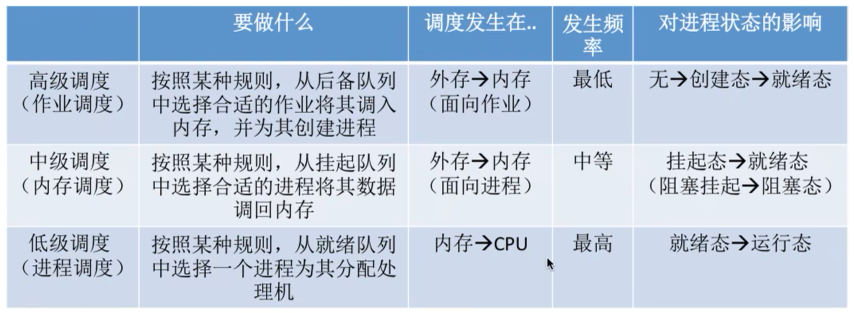 要做什么
调度发生在..
发生频
率
对进程状态的影响
高级调度
（作业调度）
按照某种规则，从后备队列
中选择合适的作业将其调入
内存，并为其创建进程
外存→内存
（面向作业）
最低
无→创建态→就绪态
中级调度
（内存调度）
按照某种规则，从挂起队列
中选择合适的进程将其数据
调回内存
外存→内存
（面向进程）
中等
挂起态→就绪态
（阻塞挂起→阻塞态）
低级调度
（进程调度）
按照某种规则，从就绪队列
中选择一个进程为其分配处
理机
内存→CPU
最高
就绪态→运行态